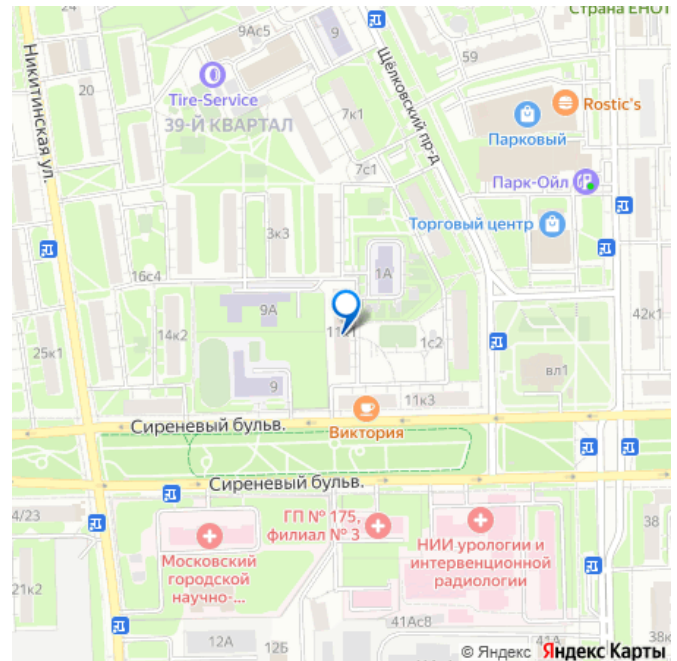 Страна ЕНОТ
9Ас5
9
59
20
Tire-Service
Rostic's
Никитинская ул.
7к1
Щёлковский пр-д
39-Й КВАРТАЛ
Парковый
7с1
Парк-Ойл
Торговый центр
3к3
16с4
1А
9А
42к1
14к2
1с2
25к1
вл1
9
11к3
Сиреневый бульв.
Виктория
Сиреневый бульв.
4/23
ГП № 175,
филиал № 3
38
НИИ урологии и
интервенционной
радиологии
Московский
городской
научно-...
21к2
41Ас8
12А
12Б
41А
38к
© Яндекс Яндекс Карты